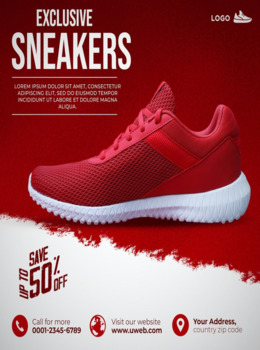 EXCLUSIVE
SNEAKERS
LOGO
LOREM IPSUM DOLOR SIT AMET, CONSECTETUR
ADIPISCING ELIT, SED DO EIUSMOD TEMPOR
INCIDIDUNT UT LABORE ET DOLORE MAGNA
ALIQUA.
SAVE
UP TO
50%
OFF
Call for more
0001-2345-6789
Visit our website
www.uweb.com
Your Address,
country zip code